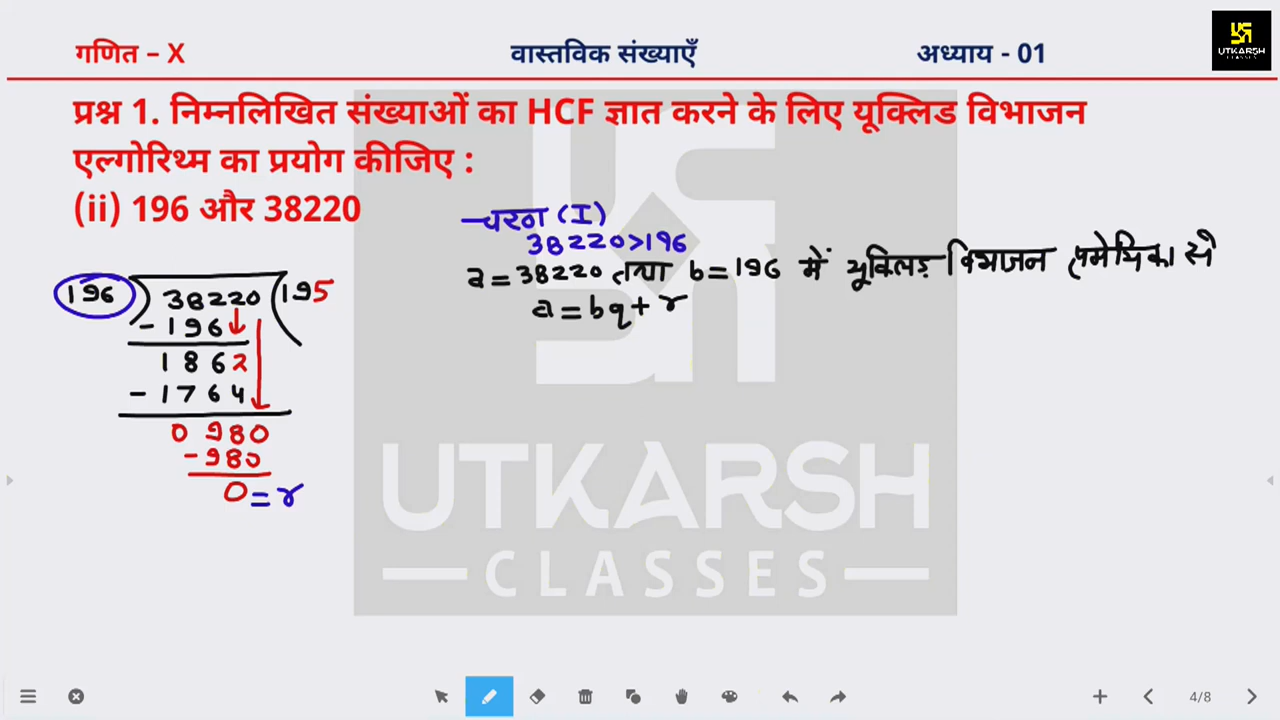 गणित – X
वास्तविक संख्याएँ
अध्याय - 01
UTKARSH
CLASSES
प्रश्न 1. निम्नलिखित संख्याओं का HCF ज्ञात करने के लिए यूक्लिड विभाजन
एल्गोरिथ्म का प्रयोग कीजिए :
(ii) 196 और 38220
चरण (I)
38220>196
a=38220 तथा b=196 में यूक्लिड विभाजन प्रमेयिका से
a=bq+r
196) 38220 (195
-196
1862
-1764
0980
-980
0=r
UTKARSH
CLASSES
4/8